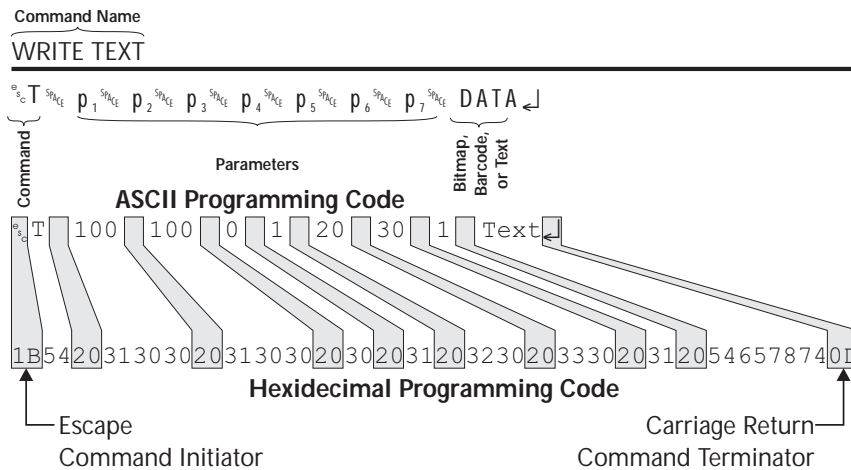 Command Name
WRITE TEXT
esc T SPACE p1 SPACE p2 SPACE p3 SPACE p4 SPACE p5 SPACE p6 SPACE p7 SPACE DATA ↵
Command
Parameters
Bitmap,
Barcode,
or Text
ASCII Programming Code
esc T 100 100 0 1 20 30 1 Text ↵
1B54203130302031303020302031203230203330203120546578740D
Hexidecimal Programming Code
Escape
Command Initiator
Carriage Return
Command Terminator